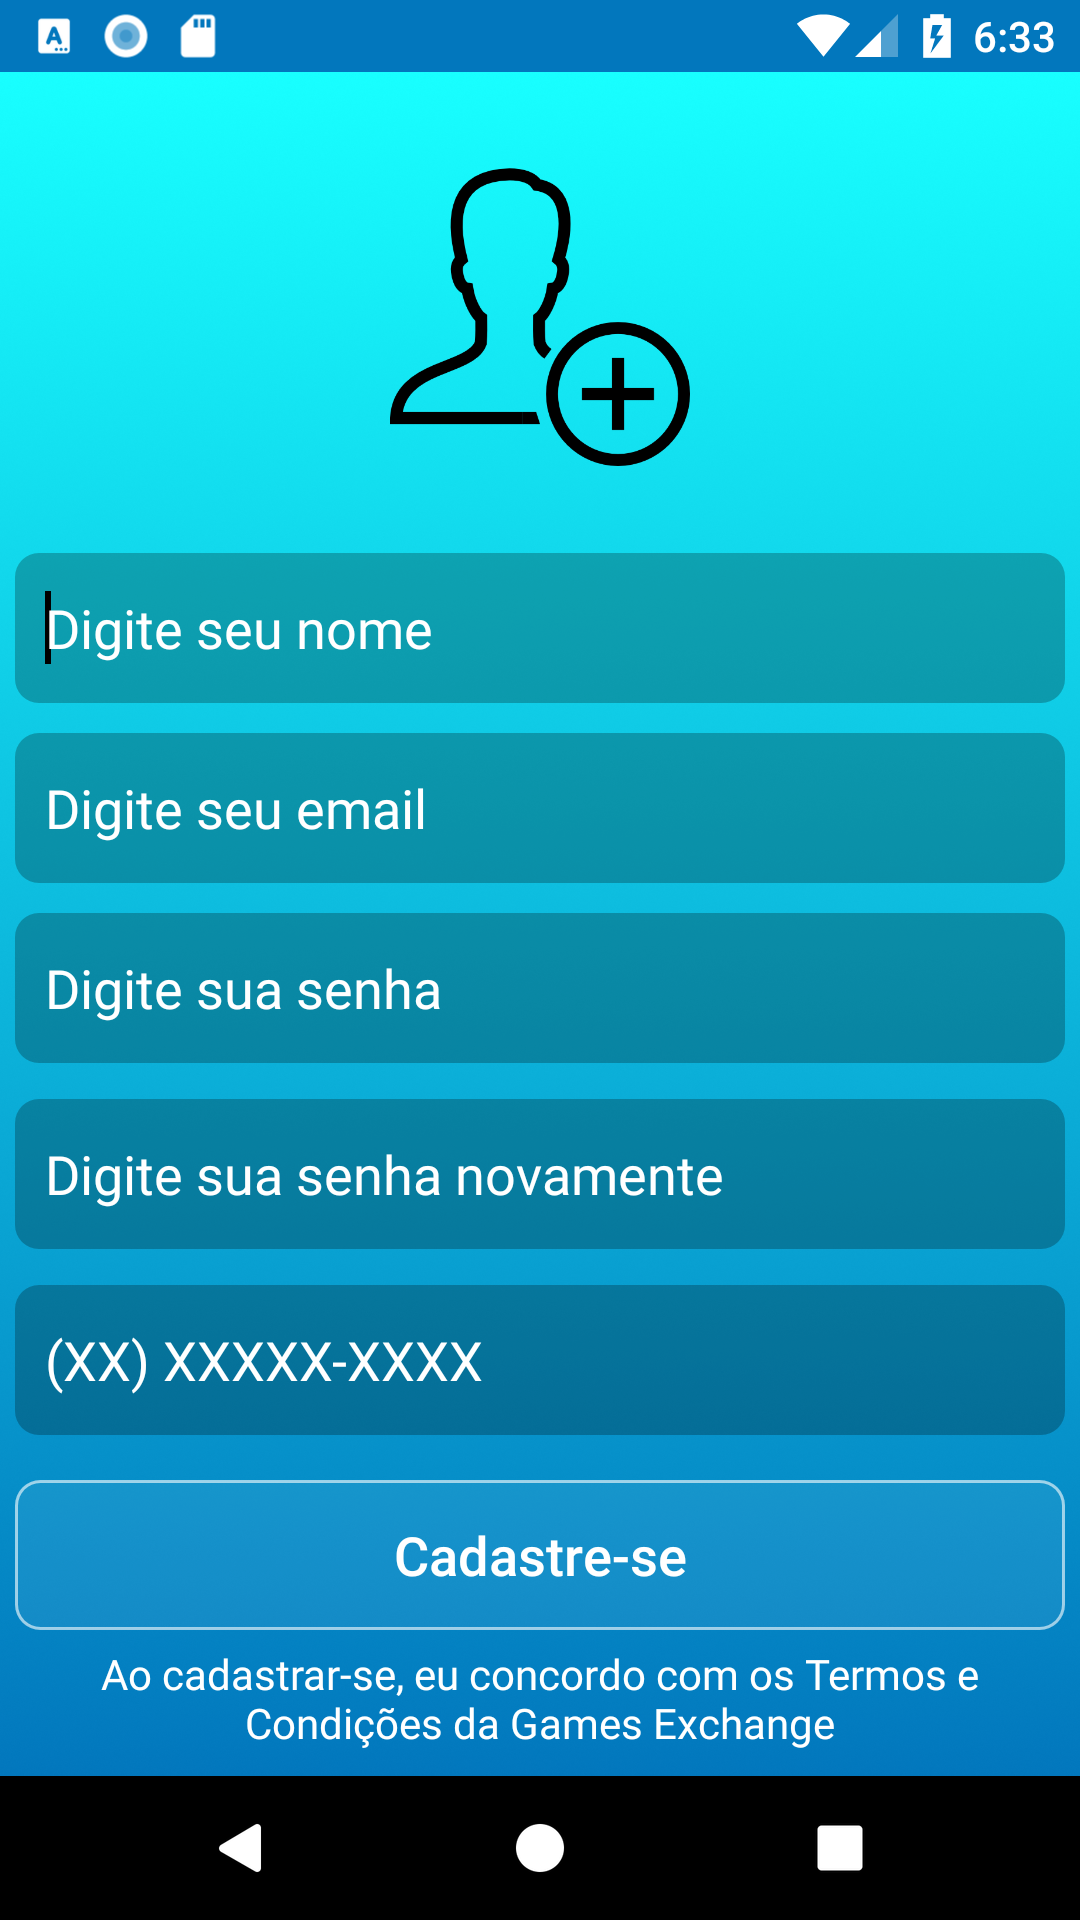 6:33
Digite seu nome
Digite seu email
Digite sua senha
Digite sua senha novamente
(XX) XXXXX-XXXX
Cadastre-se
Ao cadastrar-se, eu concordo com os Termos e
Condições da Games Exchange